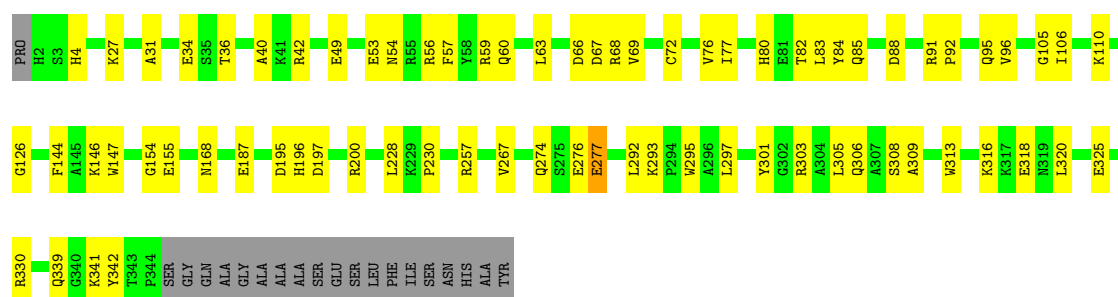 PRO H2 S3 H4 K27 A31 E34 S35 T36 A40 K41 R42 E49 E53 N54 R55 R56 F57 Y58 R59 Q60 L63 D66 D67 R68 V69 C72 V76 I77 H80 E81 T82 L83 Y84 Q85 D88 R91 P92 Q95 V96 G105 I106 K110
G126 F144 A145 K146 W147 G154 E155 N168 E187 D195 H196 D197 R200 L228 K229 P230 R257 V267 Q274 S275 E276 E277 L292 K293 P294 W295 A296 L297 Y301 G302 R303 A304 L305 Q306 A307 S308 A309 W313 K316 K317 E318 N319 L320 E325
R330 Q339 G340 K341 Y342 T343 P344 SER GLY GLN ALA GLY ALA ALA ALA SER GLU SER LEU PHE ILE SER ASN HIS ALA TYR